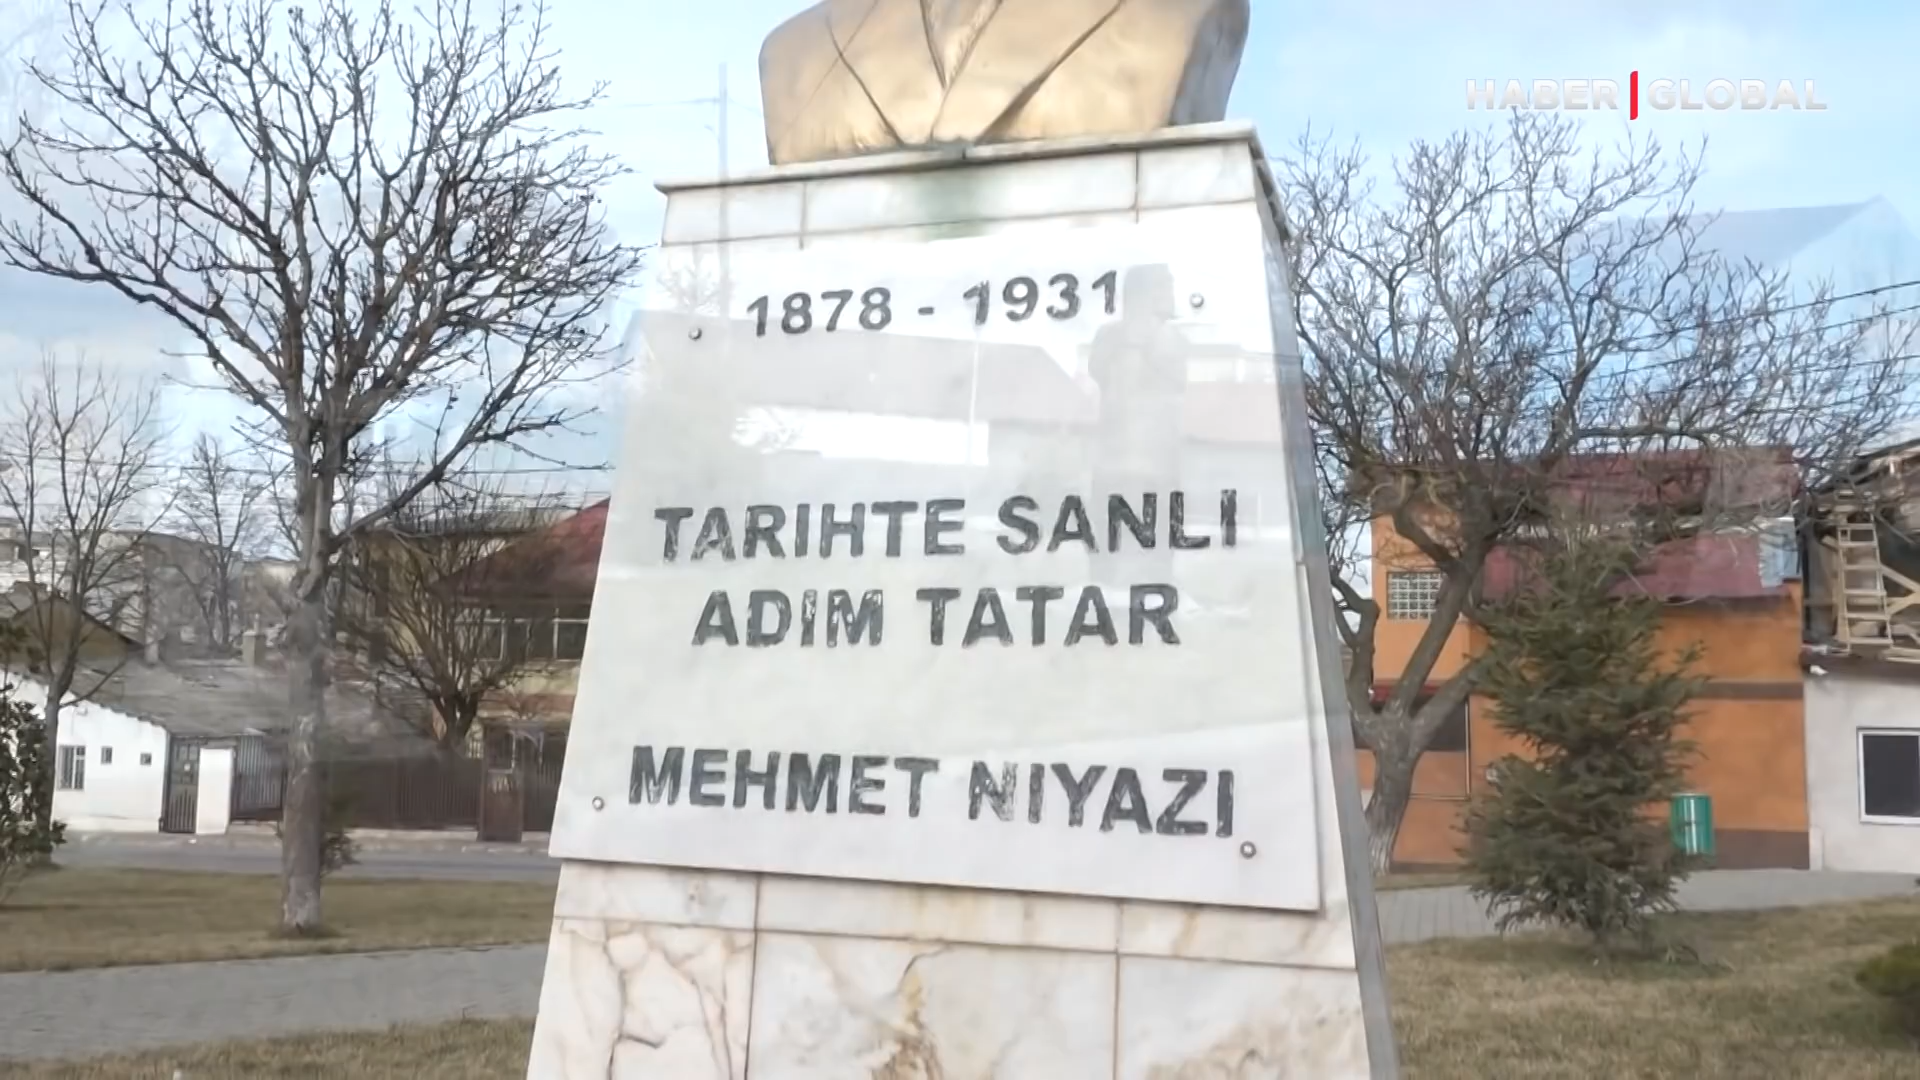 HABER GLOBAL
1878 - 1931
TARIHTE SANLI
ADIM TATAR
MEHMET NIYAZI